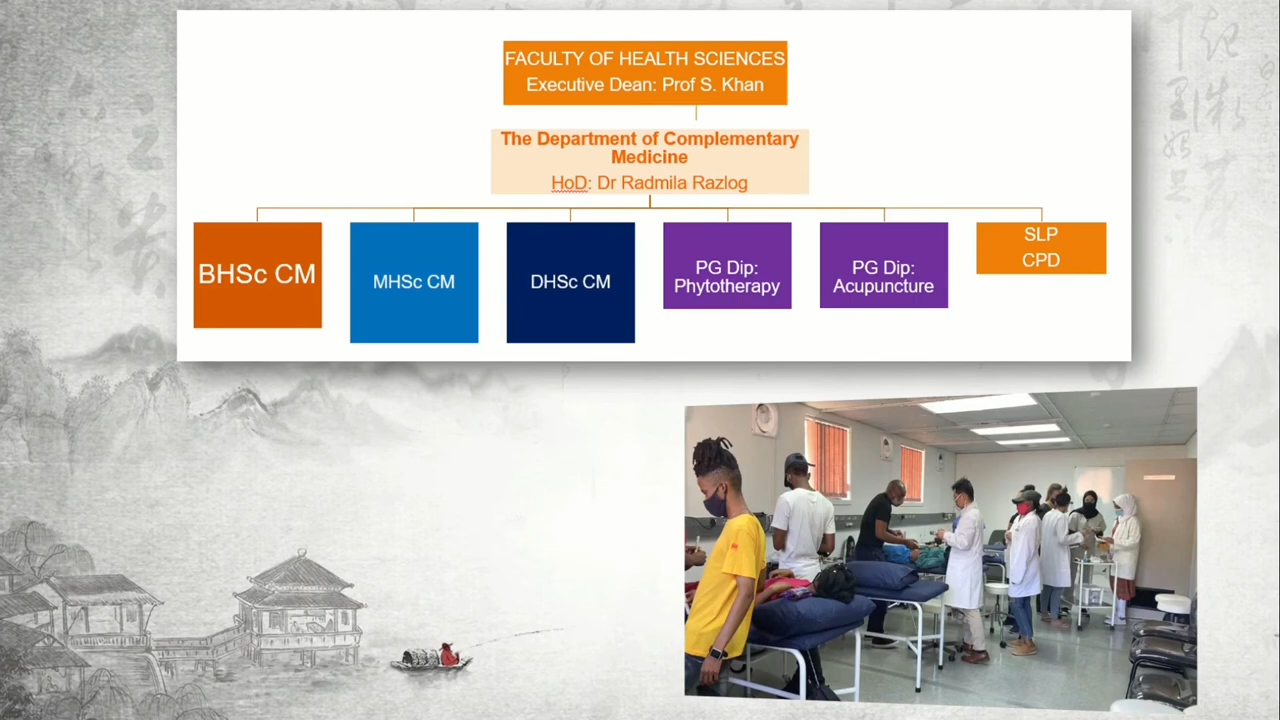 FACULTY OF HEALTH SCIENCES
Executive Dean: Prof S. Khan
The Department of Complementary
Medicine
HoD: Dr Radmila Razlog
BHSc CM
MHSc CM
DHSc CM
PG Dip:
Phytotherapy
PG Dip:
Acupuncture
SLP
CPD